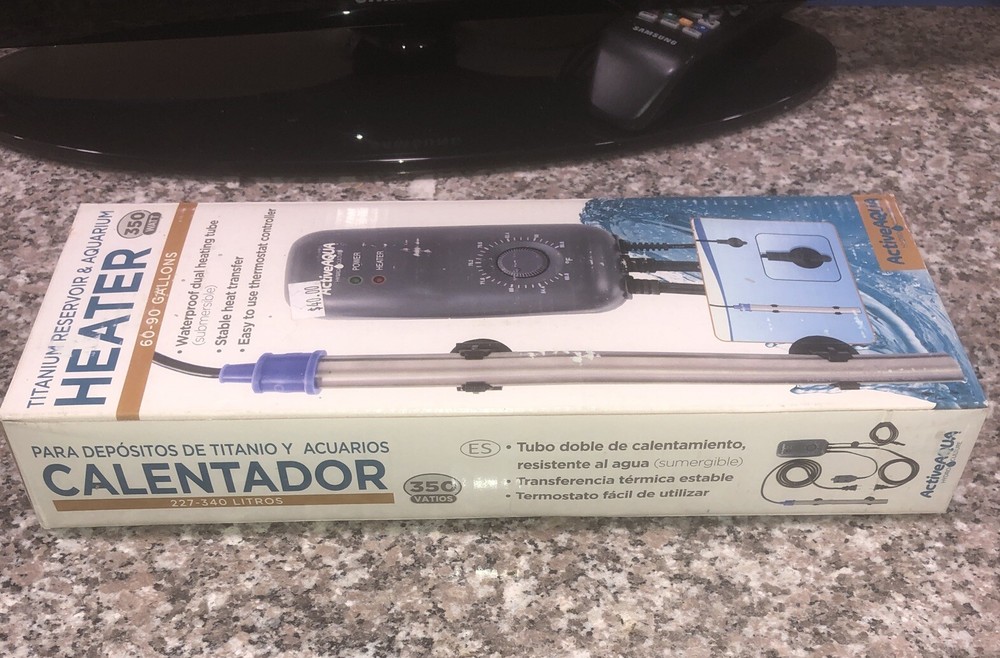 SAMSUNG
TITANIUM RESERVOIR & AQUARIUM
HEATER
350
WATT
60-90 GALLONS
• Waterproof dual heating tube
(submersible)
• Stable heat transfer
• Easy to use thermostat controller
$40.00
ActiveAQUA
POWER
HEATER
ActiveAQUA
PARA DEPÓSITOS DE TITANIO Y ACUARIOS
CALENTADOR
227-340 LITROS
350
VATIOS
ES
• Tubo doble de calentamiento,
resistente al agua (sumergible)
• Transferencia térmica estable
• Termostato fácil de utilizar
ActiveAQUA